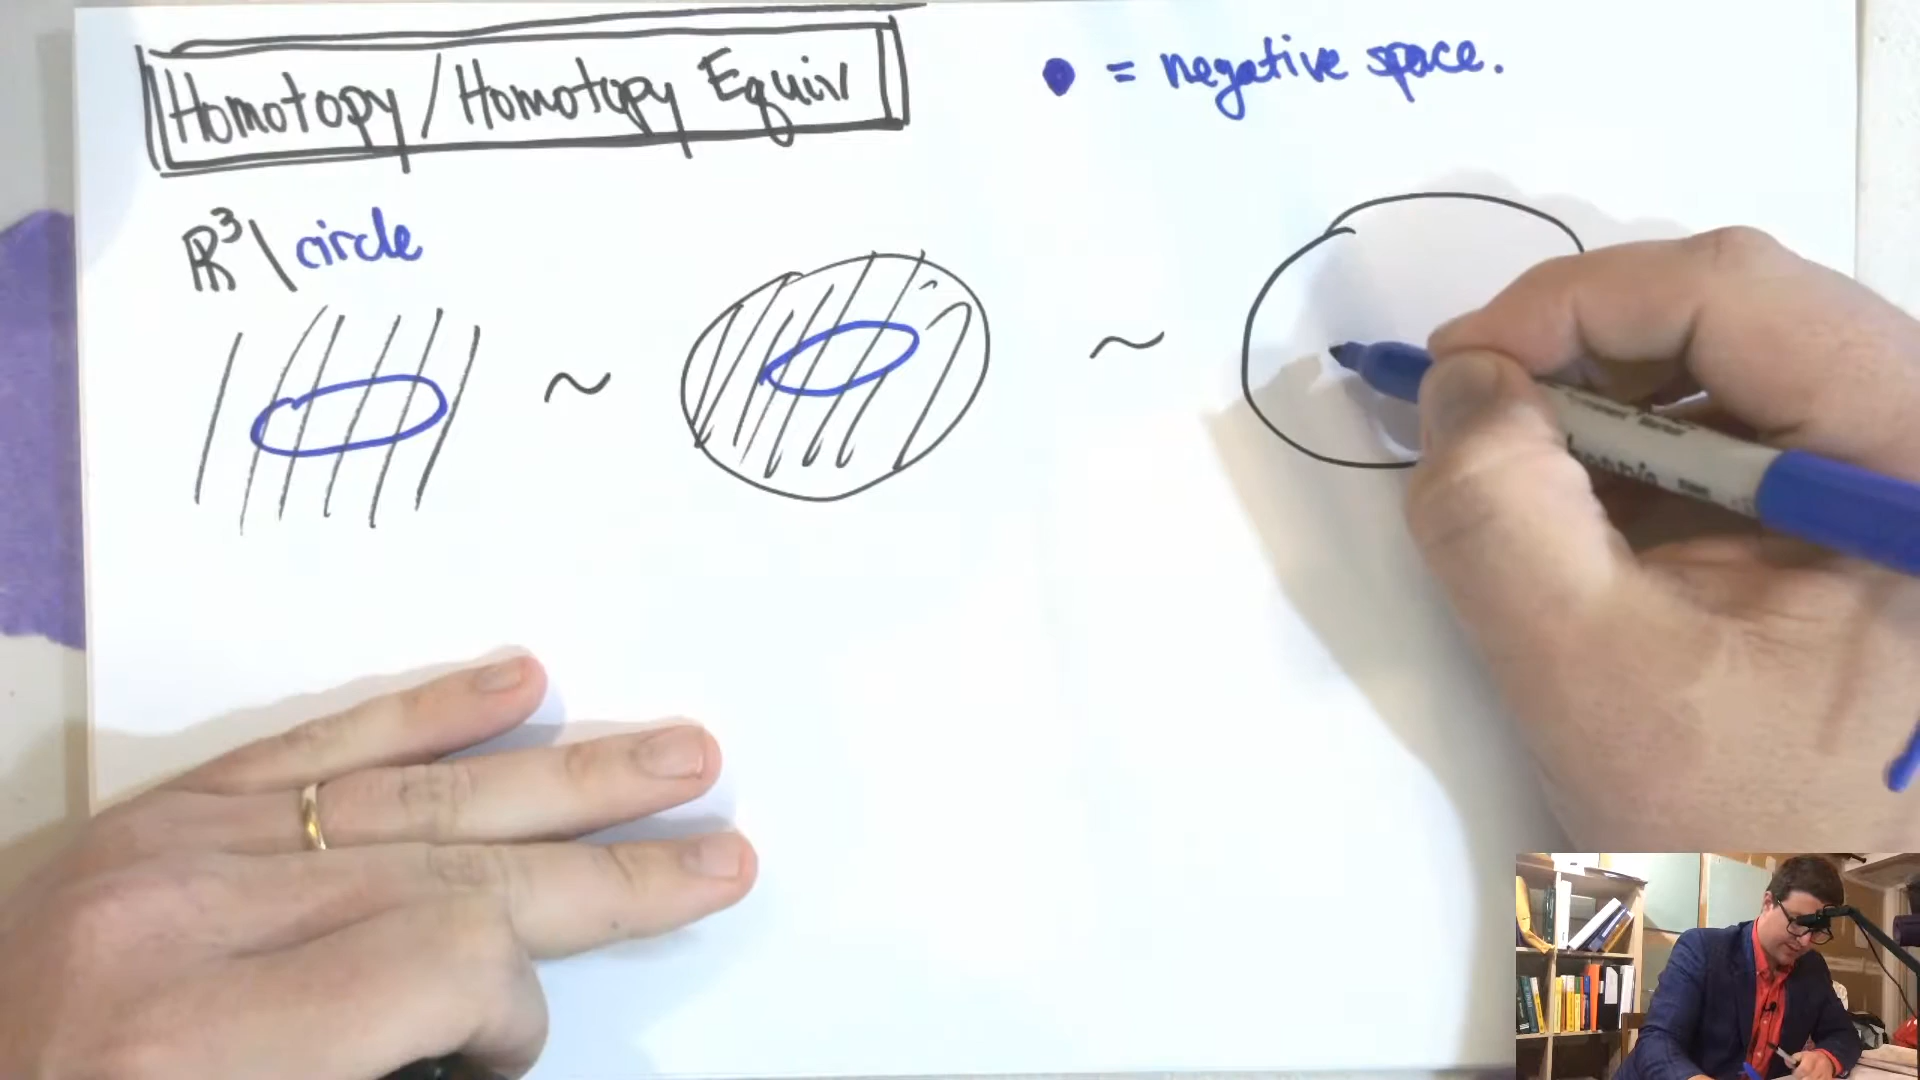 Homotopy / Homotopy Equiv
● = negative space.
R³ \ circle
~
~